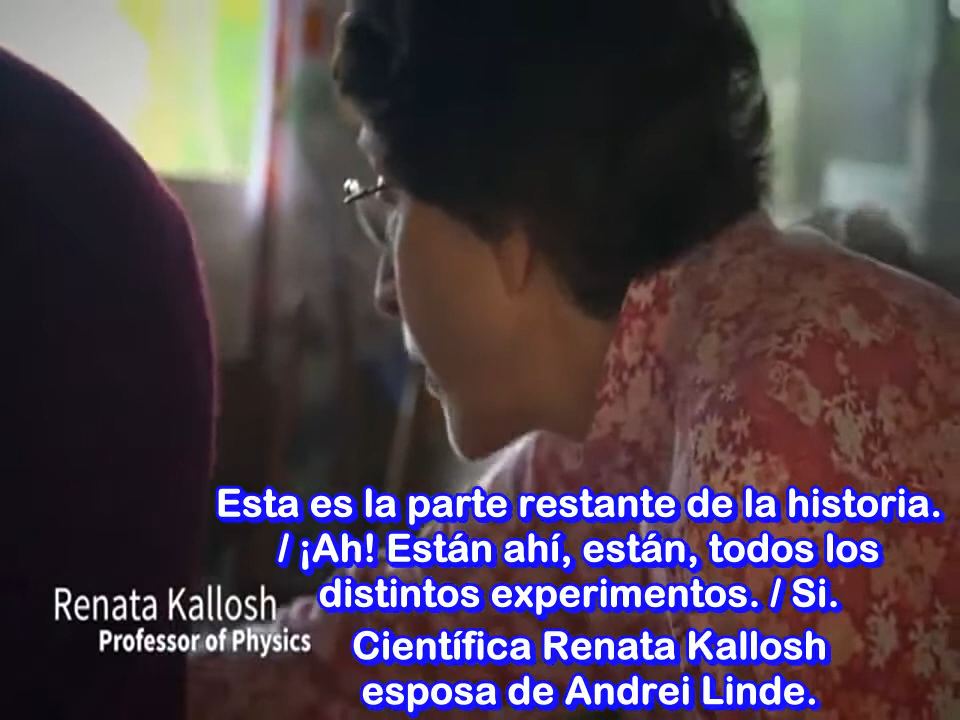 Esta es la parte restante de la historia.
/ ¡Ah! Están ahí, están, todos los
distintos experimentos. / Si.
Renata Kallosh
Professor of Physics
Científica Renata Kallosh
esposa de Andrei Linde.